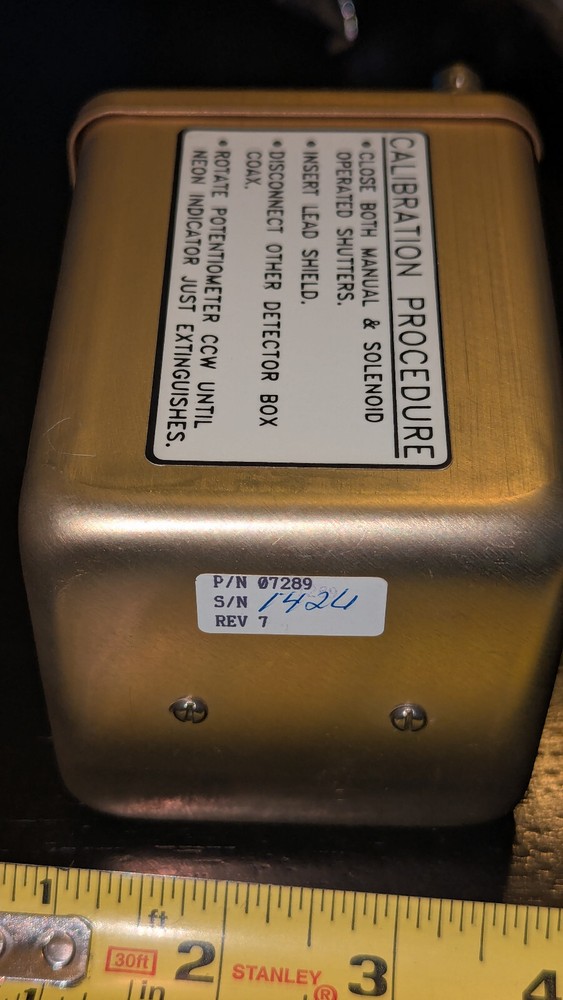 CALIBRATION PROCEDURE
• CLOSE BOTH MANUAL & SOLENOID
OPERATED SHUTTERS.
• INSERT LEAD SHIELD.
• DISCONNECT OTHER DETECTOR BOX
COAX.
• ROTATE POTENTIOMETER CCW UNTIL
NEON INDICATOR JUST EXTINGUISHES.
P/N 07289
S/N 1424
REV 7
1 ft 2 3 4
30ft STANLEY®
in
1